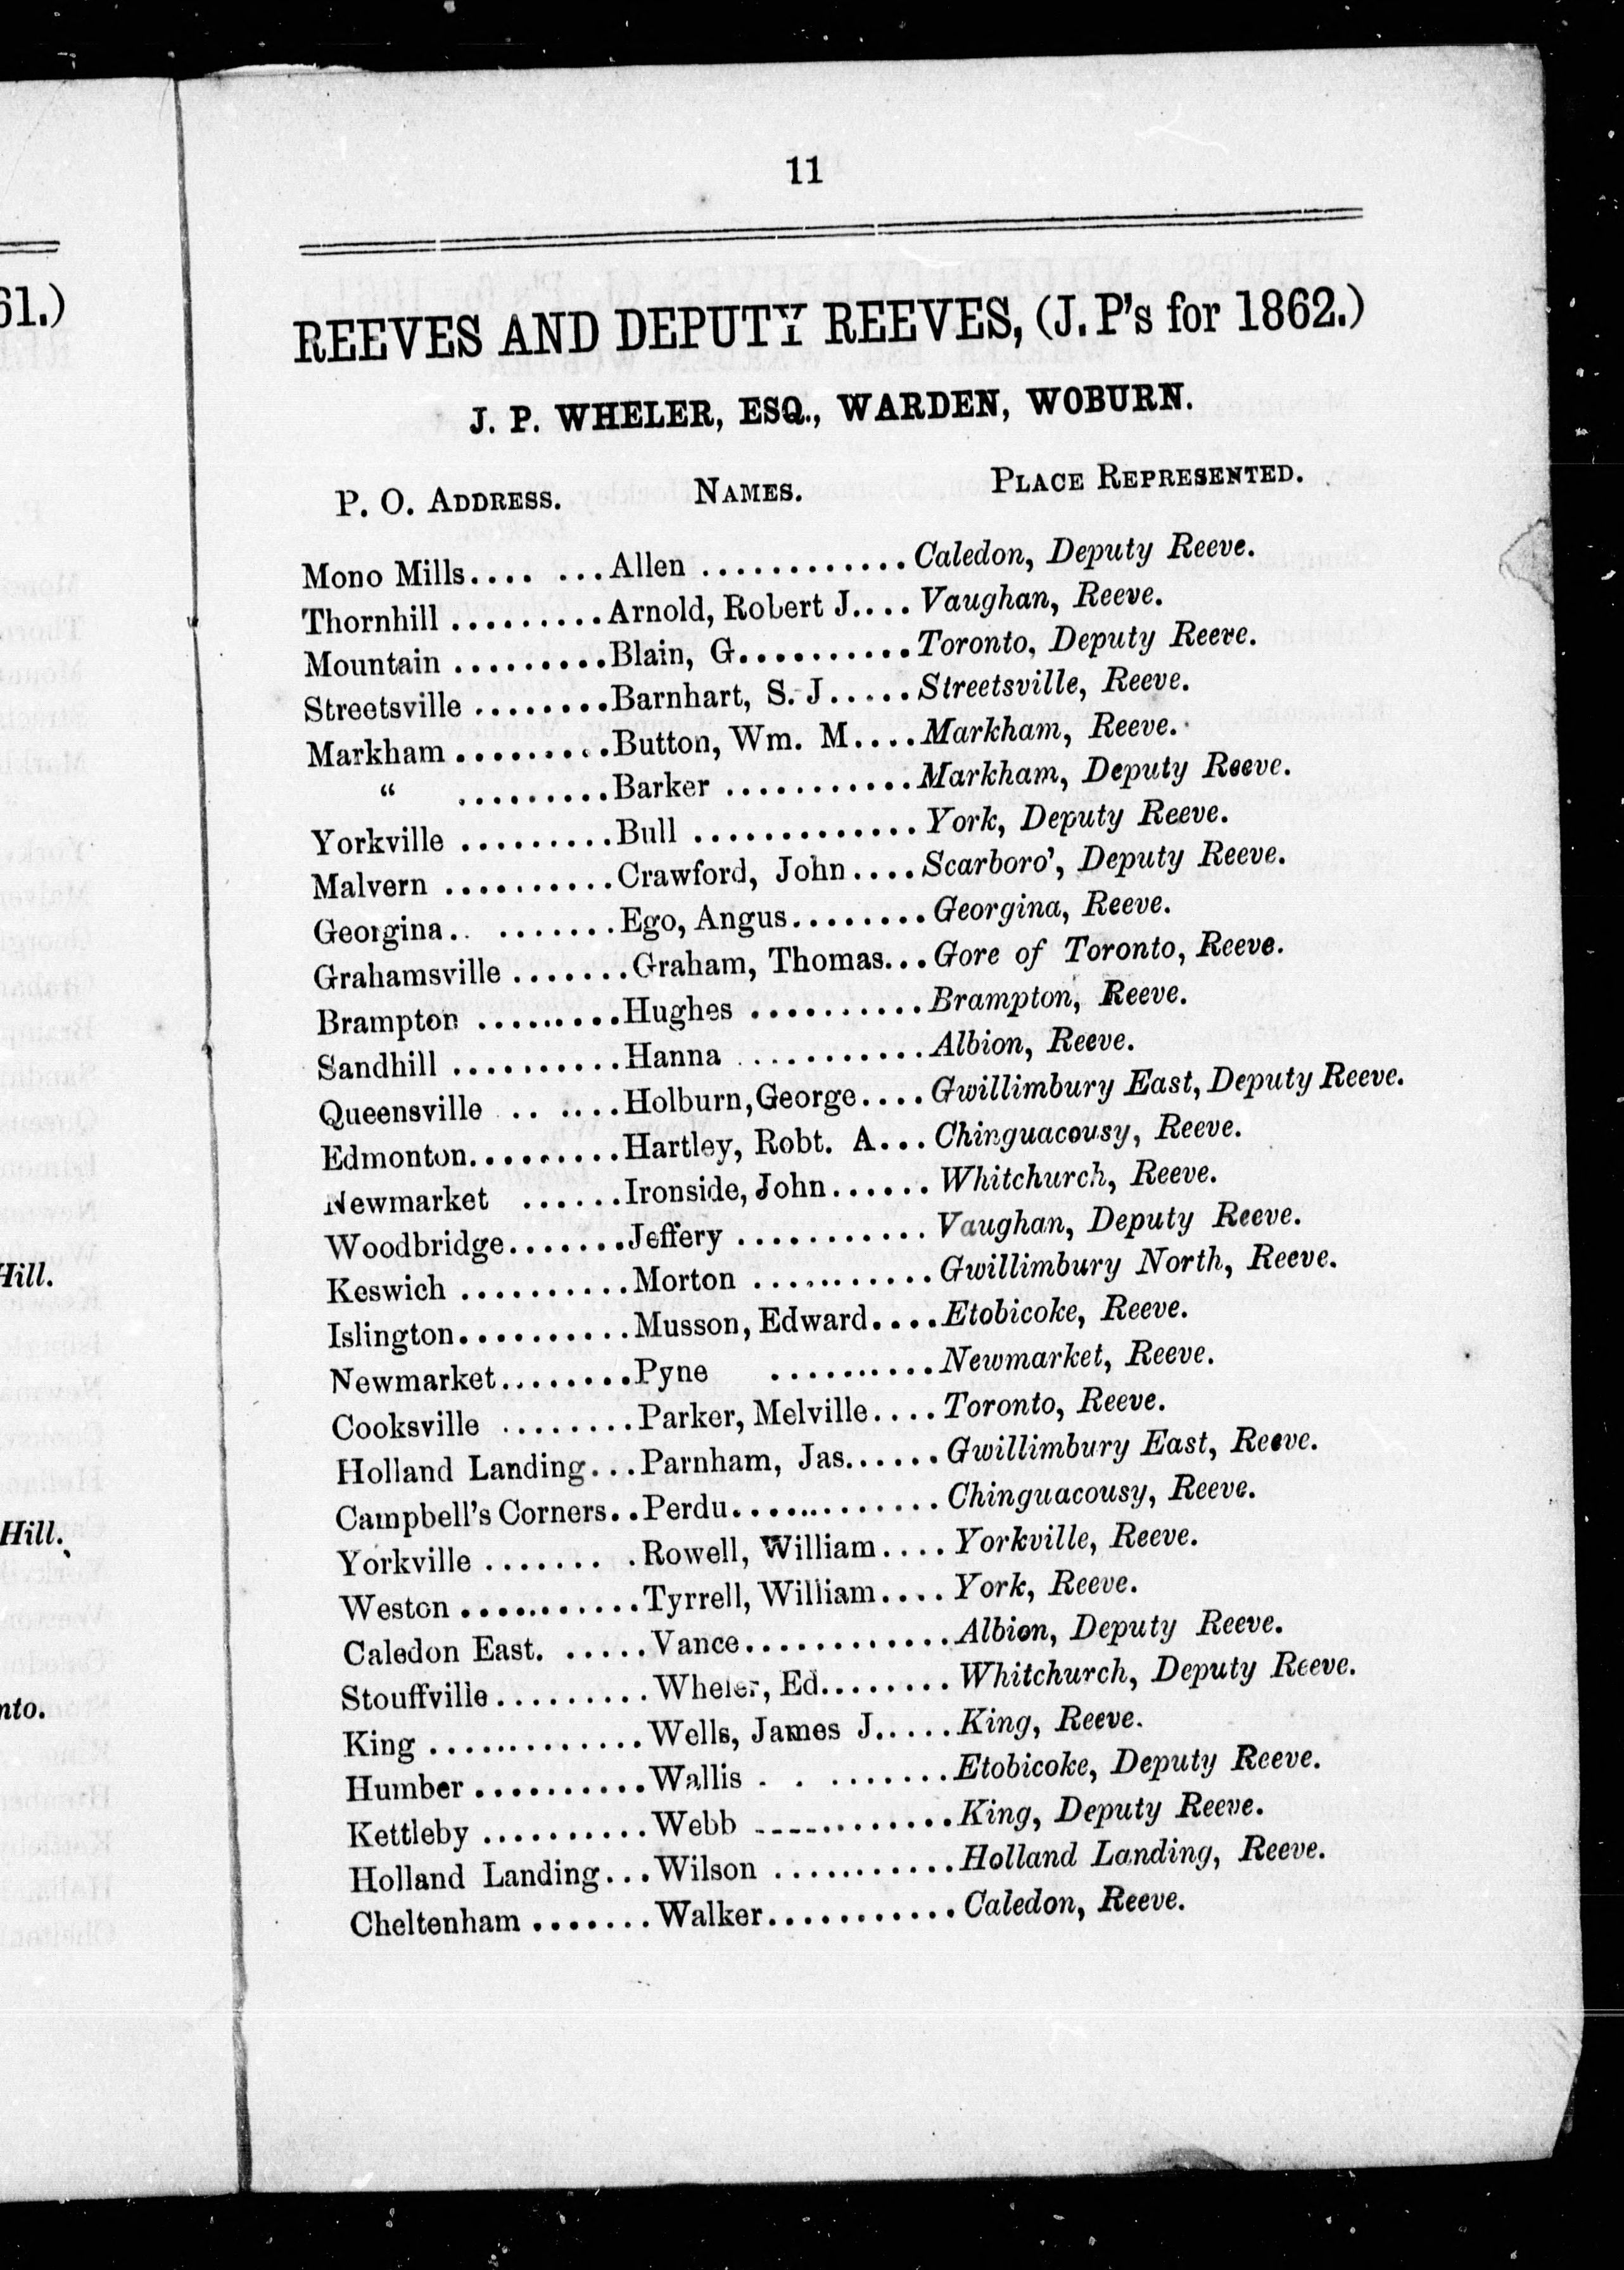 11
REEVES AND DEPUTY REEVES, (J. P's for 1862.)
J. P. WHELER, ESQ., WARDEN, WOBURN.
P. O. ADDRESS. NAMES. PLACE REPRESENTED.
Mono Mills.... ...Allen ............Caledon, Deputy Reeve.
Thornhill .........Arnold, Robert J.... Vaughan, Reeve.
Mountain .........Blain, G..........Toronto, Deputy Reeve.
Streetsville ........Barnhart, S. J.....Streetsville, Reeve.
Markham .........Button, Wm. M....Markham, Reeve.
“ .........Barker ...........Markham, Deputy Reeve.
Yorkville .........Bull .............York, Deputy Reeve.
Malvern ..........Crawford, John....Scarboro', Deputy Reeve.
Georgina.. .......Ego, Angus........Georgina, Reeve.
Grahamsville .......Graham, Thomas...Gore of Toronto, Reeve.
Brampton .........Hughes ..........Brampton, Reeve.
Sandhill ..........Hanna ...........Albion, Reeve.
Queensville .. ....Holburn, George....Gwillimbury East, Deputy Reeve.
Edmonton.........Hartley, Robt. A...Chinguacousy, Reeve.
Newmarket ......Ironside, John......Whitchurch, Reeve.
Woodbridge.......Jeffery ...........Vaughan, Deputy Reeve.
Keswich ..........Morton ..........Gwillimbury North, Reeve.
Islington..........Musson, Edward....Etobicoke, Reeve.
Newmarket........Pyne .........Newmarket, Reeve.
Cooksville ........Parker, Melville....Toronto, Reeve.
Holland Landing...Parnham, Jas......Gwillimbury East, Reeve.
Campbell's Corners..Perdu............Chinguacousy, Reeve.
Yorkville ....... .Rowell, William....Yorkville, Reeve.
Weston ...........Tyrrell, William....York, Reeve.
Caledon East. .....Vance............Albion, Deputy Reeve.
Stouffville.........Wheler, Ed........Whitchurch, Deputy Reeve.
King ............Wells, James J.....King, Reeve.
Humber ..........Wallis . . .......Etobicoke, Deputy Reeve.
Kettleby ..........Webb ............King, Deputy Reeve.
Holland Landing...Wilson ...........Holland Landing, Reeve.
Cheltenham .......Walker...........Caledon, Reeve.
61.)
Hill.
Hill.
nto.